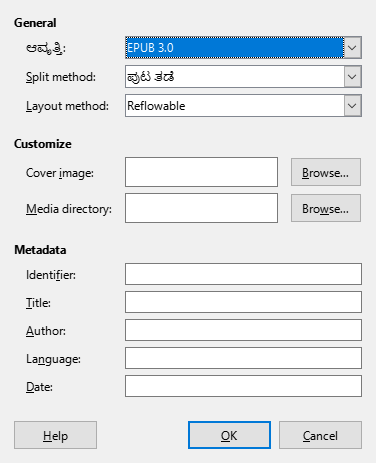 General
ಆವೃತ್ತಿ: EPUB 3.0
Split method: ಪುಟ ತಡೆ
Layout method: Reflowable
Customize
Cover image: Browse...
Media directory: Browse...
Metadata
Identifier:
Title:
Author:
Language:
Date:
Help OK Cancel